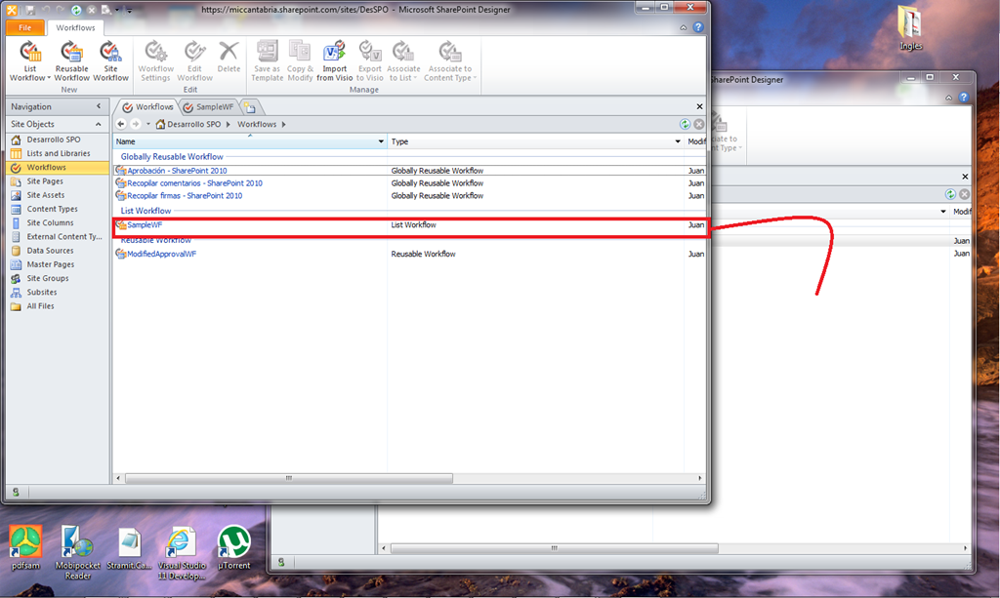 https://miccantabria.sharepoint.com/sites/DesSPO - Microsoft SharePoint Designer
File Workflows
List Workflow
Reusable Workflow
Site Workflow
New
Workflow Settings
Edit Workflow
Delete
Edit
Save as Template
Copy & Modify
Import from Visio
Export to Visio
Associate to List
Associate to Content Type
Manage
Navigation
Site Objects
Desarrollo SPO
Lists and Libraries
Workflows
Site Pages
Site Assets
Content Types
Site Columns
External Content Ty...
Data Sources
Master Pages
Site Groups
Subsites
All Files
Workflows SampleWF
Desarrollo SPO Workflows
Name Type Modif
Globally Reusable Workflow
Aprobación - SharePoint 2010 Globally Reusable Workflow Juan
Recopilar comentarios - SharePoint 2010 Globally Reusable Workflow Juan
Recopilar firmas - SharePoint 2010 Globally Reusable Workflow Juan
List Workflow
SampleWF List Workflow Juan
Reusable Workflow
ModifiedApprovalWF Reusable Workflow Juan
SharePoint Designer
ciate to
nt Type
Modif
Juan
Juan
Ingles
pdfsam
Mobipocket Reader
Stramit.Ca...
Visual Studio 11 Develop...
µTorrent